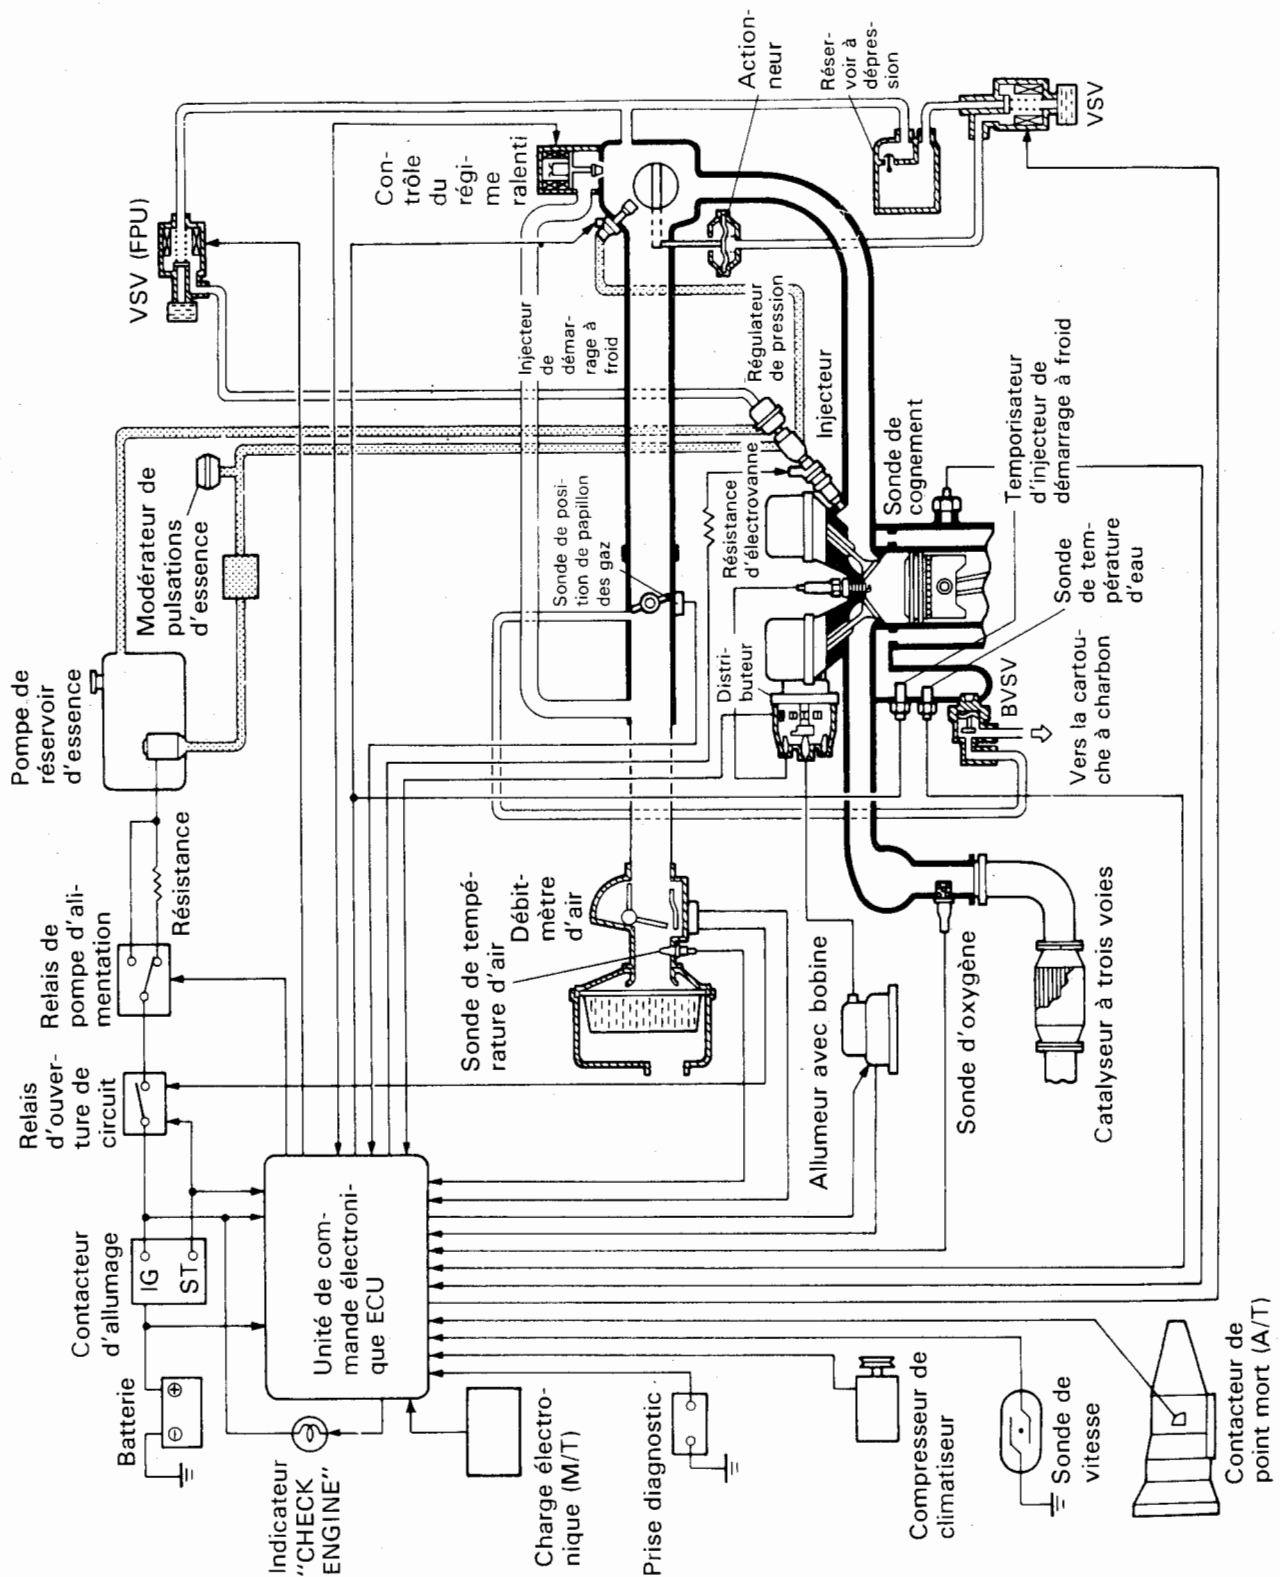 Pompe de
réservoir
d'essence
Modérateur de
pulsations
d'essence
VSV (FPU)
Relais de
pompe d'ali-
mentation
Résistance
Relais
d'ouver-
ture de
circuit
Contacteur
d'allumage
IG
ST
Batterie
Indicateur
"CHECK
ENGINE"
Unité de com-
mande électroni-
que ECU
Charge électro-
nique (M/T)
Prise diagnostic
Compresseur de
climatiseur
Sonde de
vitesse
Contacteur de
point mort (A/T)
Sonde de tempé-
rature d'air
Débit-
mètre
d'air
Allumeur avec bobine
Sonde d'oxygène
Catalyseur à trois voies
Con-
trôle
du
régi-
me
ralenti
Injecteur
de
démar-
rage à
froid
Sonde de posi-
tion de papillon
des gaz
Action-
neur
Réser-
voir à
dépres-
sion
VSV
Régulateur
de pression
Injecteur
Résistance
d'électrovanne
Distri-
buteur
Sonde de
cognement
Temporisateur
d'injecteur de
démarrage à froid
Sonde
de tem-
pérature
d'eau
BVSV
Vers la cartou-
che à charbon